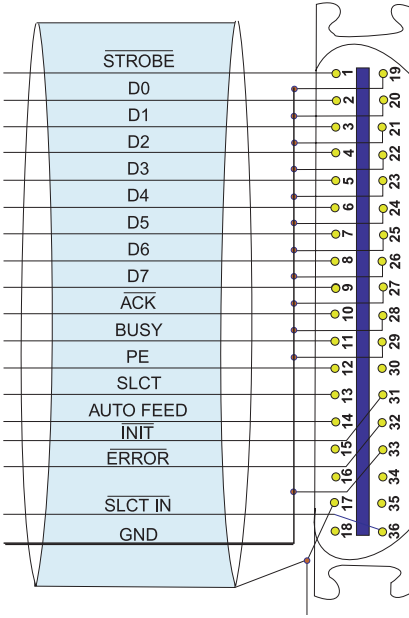 STROBE
D0
D1
D2
D3
D4
D5
D6
D7
ACK
BUSY
PE
SLCT
AUTO FEED
INIT
ERROR
SLCT IN
GND
1
2
3
4
5
6
7
8
9
10
11
12
13
14
15
16
17
18
19
20
21
22
23
24
25
26
27
28
29
30
31
32
33
34
35
36